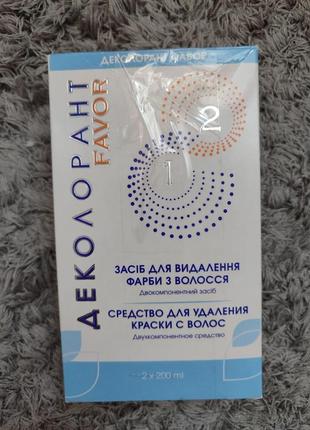 ДЕКОЛОРАНТ НАБОР
ДЕКОЛОРАНТ
FAVOR
2
1
ЗАСІБ ДЛЯ ВИДАЛЕННЯ
ФАРБИ З ВОЛОССЯ
Двокомпонентний засіб
СРЕДСТВО ДЛЯ УДАЛЕНИЯ
КРАСКИ С ВОЛОС
Двухкомпонентное средство
2 x 200 ml